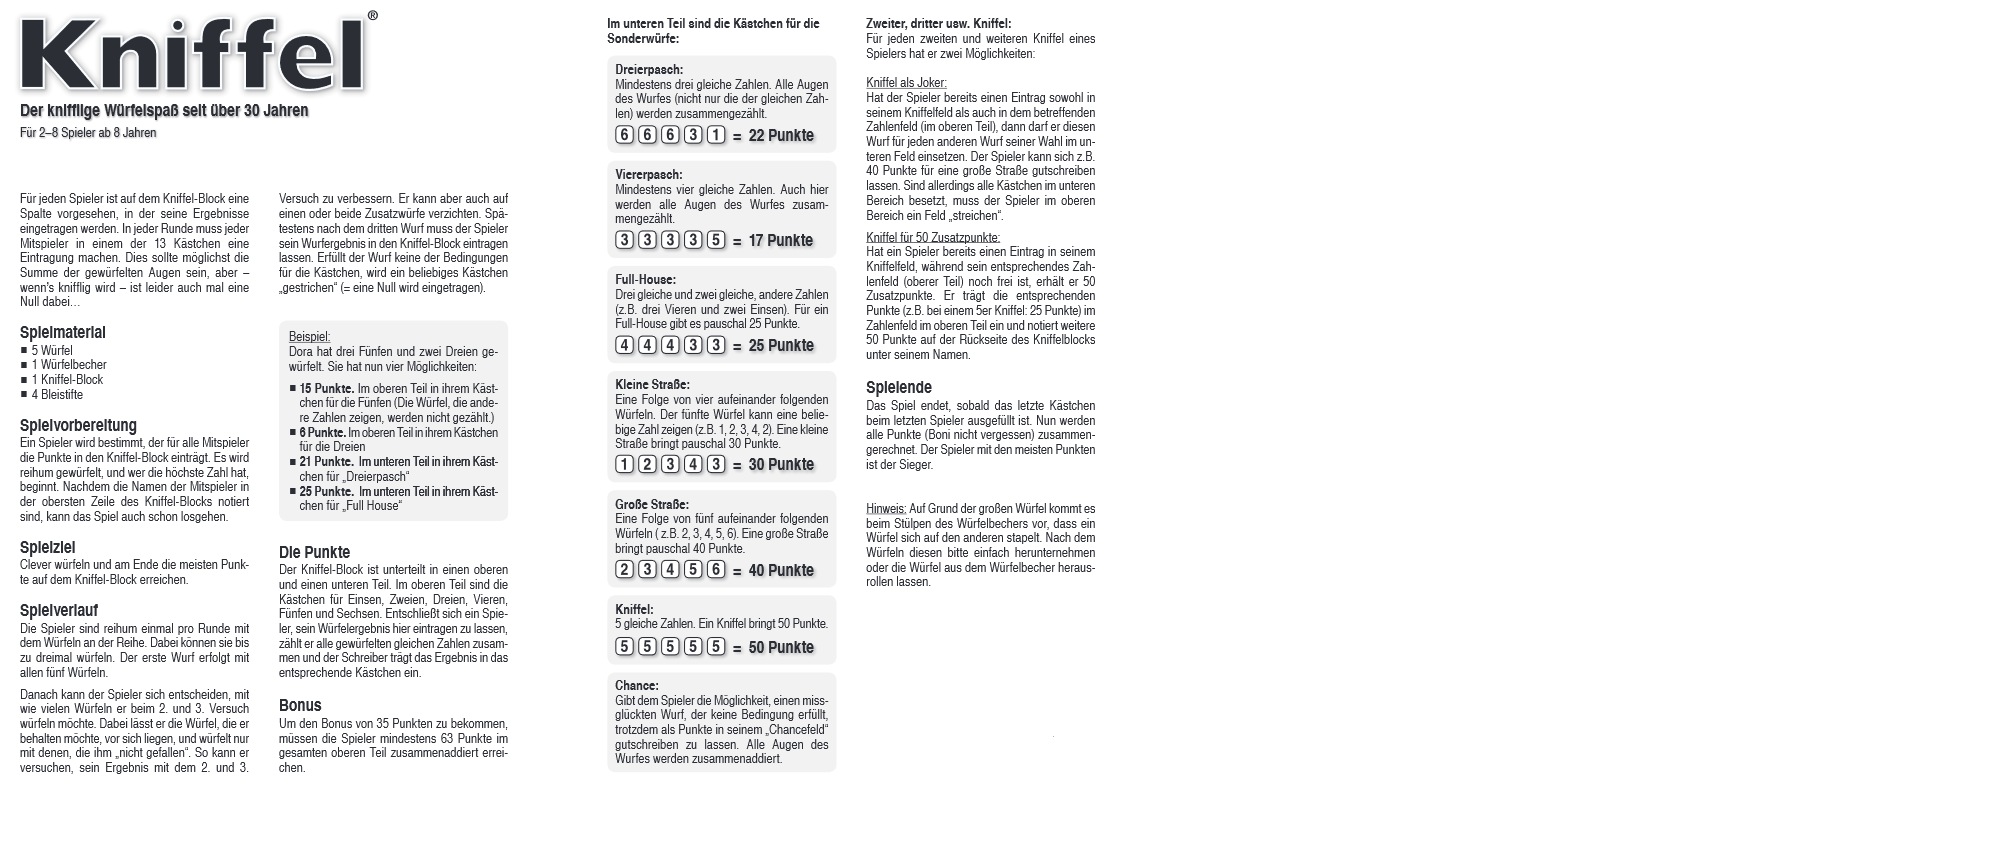 Kniffel®
Der knifflige Würfelspaß seit über 30 Jahren
Für 2–8 Spieler ab 8 Jahren
Für jeden Spieler ist auf dem Kniffel-Block eine
Spalte vorgesehen, in der seine Ergebnisse
eingetragen werden. In jeder Runde muss jeder
Mitspieler in einem der 13 Kästchen eine
Eintragung machen. Dies sollte möglichst die
Summe der gewürfelten Augen sein, aber –
wenn's knifflig wird – ist leider auch mal eine
Null dabei…
Spielmaterial
■ 5 Würfel
■ 1 Würfelbecher
■ 1 Kniffel-Block
■ 4 Bleistifte
Spielvorbereitung
Ein Spieler wird bestimmt, der für alle Mitspieler
die Punkte in den Kniffel-Block einträgt. Es wird
reihum gewürfelt, und wer die höchste Zahl hat,
beginnt. Nachdem die Namen der Mitspieler in
der obersten Zeile des Kniffel-Blocks notiert
sind, kann das Spiel auch schon losgehen.
Spielziel
Clever würfeln und am Ende die meisten Punk-
te auf dem Kniffel-Block erreichen.
Spielverlauf
Die Spieler sind reihum einmal pro Runde mit
dem Würfeln an der Reihe. Dabei können sie bis
zu dreimal würfeln. Der erste Wurf erfolgt mit
allen fünf Würfeln.
Danach kann der Spieler sich entscheiden, mit
wie vielen Würfeln er beim 2. und 3. Versuch
würfeln möchte. Dabei lässt er die Würfel, die er
behalten möchte, vor sich liegen, und würfelt nur
mit denen, die ihm „nicht gefallen“. So kann er
versuchen, sein Ergebnis mit dem 2. und 3.
Versuch zu verbessern. Er kann aber auch auf
einen oder beide Zusatzwürfe verzichten. Spä-
testens nach dem dritten Wurf muss der Spieler
sein Wurfergebnis in den Kniffel-Block eintragen
lassen. Erfüllt der Wurf keine der Bedingungen
für die Kästchen, wird ein beliebiges Kästchen
„gestrichen“ (= eine Null wird eingetragen).
Beispiel:
Dora hat drei Fünfen und zwei Dreien ge-
würfelt. Sie hat nun vier Möglichkeiten:
■ 15 Punkte. Im oberen Teil in ihrem Käst-
chen für die Fünfen (Die Würfel, die ande-
re Zahlen zeigen, werden nicht gezählt.)
■ 6 Punkte. Im oberen Teil in ihrem Kästchen
für die Dreien
■ 21 Punkte. Im unteren Teil in ihrem Käst-
chen für „Dreierpasch“
■ 25 Punkte. Im unteren Teil in ihrem Käst-
chen für „Full House“
Die Punkte
Der Kniffel-Block ist unterteilt in einen oberen
und einen unteren Teil. Im oberen Teil sind die
Kästchen für Einsen, Zweien, Dreien, Vieren,
Fünfen und Sechsen. Entschließt sich ein Spie-
ler, sein Würfelergebnis hier eintragen zu lassen,
zählt er alle gewürfelten gleichen Zahlen zusam-
men und der Schreiber trägt das Ergebnis in das
entsprechende Kästchen ein.
Bonus
Um den Bonus von 35 Punkten zu bekommen,
müssen die Spieler mindestens 63 Punkte im
gesamten oberen Teil zusammenaddiert errei-
chen.
Im unteren Teil sind die Kästchen für die
Sonderwürfe:
Dreierpasch:
Mindestens drei gleiche Zahlen. Alle Augen
des Wurfes (nicht nur die der gleichen Zah-
len) werden zusammengezählt.
6 6 6 3 1 = 22 Punkte
Viererpasch:
Mindestens vier gleiche Zahlen. Auch hier
werden alle Augen des Wurfes zusam-
mengezählt.
3 3 3 3 5 = 17 Punkte
Full-House:
Drei gleiche und zwei gleiche, andere Zahlen
(z.B. drei Vieren und zwei Einsen). Für ein
Full-House gibt es pauschal 25 Punkte.
4 4 4 3 3 = 25 Punkte
Kleine Straße:
Eine Folge von vier aufeinander folgenden
Würfeln. Der fünfte Würfel kann eine belie-
bige Zahl zeigen (z.B. 1, 2, 3, 4, 2). Eine kleine
Straße bringt pauschal 30 Punkte.
1 2 3 4 3 = 30 Punkte
Große Straße:
Eine Folge von fünf aufeinander folgenden
Würfeln ( z.B. 2, 3, 4, 5, 6). Eine große Straße
bringt pauschal 40 Punkte.
2 3 4 5 6 = 40 Punkte
Kniffel:
5 gleiche Zahlen. Ein Kniffel bringt 50 Punkte.
5 5 5 5 5 = 50 Punkte
Chance:
Gibt dem Spieler die Möglichkeit, einen miss-
glückten Wurf, der keine Bedingung erfüllt,
trotzdem als Punkte in seinem „Chancefeld“
gutschreiben zu lassen. Alle Augen des
Wurfes werden zusammenaddiert.
Zweiter, dritter usw. Kniffel:
Für jeden zweiten und weiteren Kniffel eines
Spielers hat er zwei Möglichkeiten:
Kniffel als Joker:
Hat der Spieler bereits einen Eintrag sowohl in
seinem Kniffelfeld als auch in dem betreffenden
Zahlenfeld (im oberen Teil), dann darf er diesen
Wurf für jeden anderen Wurf seiner Wahl im un-
teren Feld einsetzen. Der Spieler kann sich z.B.
40 Punkte für eine große Straße gutschreiben
lassen. Sind allerdings alle Kästchen im unteren
Bereich besetzt, muss der Spieler im oberen
Bereich ein Feld „streichen“.
Kniffel für 50 Zusatzpunkte:
Hat ein Spieler bereits einen Eintrag in seinem
Kniffelfeld, während sein entsprechendes Zah-
lenfeld (oberer Teil) noch frei ist, erhält er 50
Zusatzpunkte. Er trägt die entsprechenden
Punkte (z.B. bei einem 5er Kniffel: 25 Punkte) im
Zahlenfeld im oberen Teil ein und notiert weitere
50 Punkte auf der Rückseite des Kniffelblocks
unter seinem Namen.
Spielende
Das Spiel endet, sobald das letzte Kästchen
beim letzten Spieler ausgefüllt ist. Nun werden
alle Punkte (Boni nicht vergessen) zusammen-
gerechnet. Der Spieler mit den meisten Punkten
ist der Sieger.
Hinweis: Auf Grund der großen Würfel kommt es
beim Stülpen des Würfelbechers vor, dass ein
Würfel sich auf den anderen stapelt. Nach dem
Würfeln diesen bitte einfach herunternehmen
oder die Würfel aus dem Würfelbecher heraus-
rollen lassen.